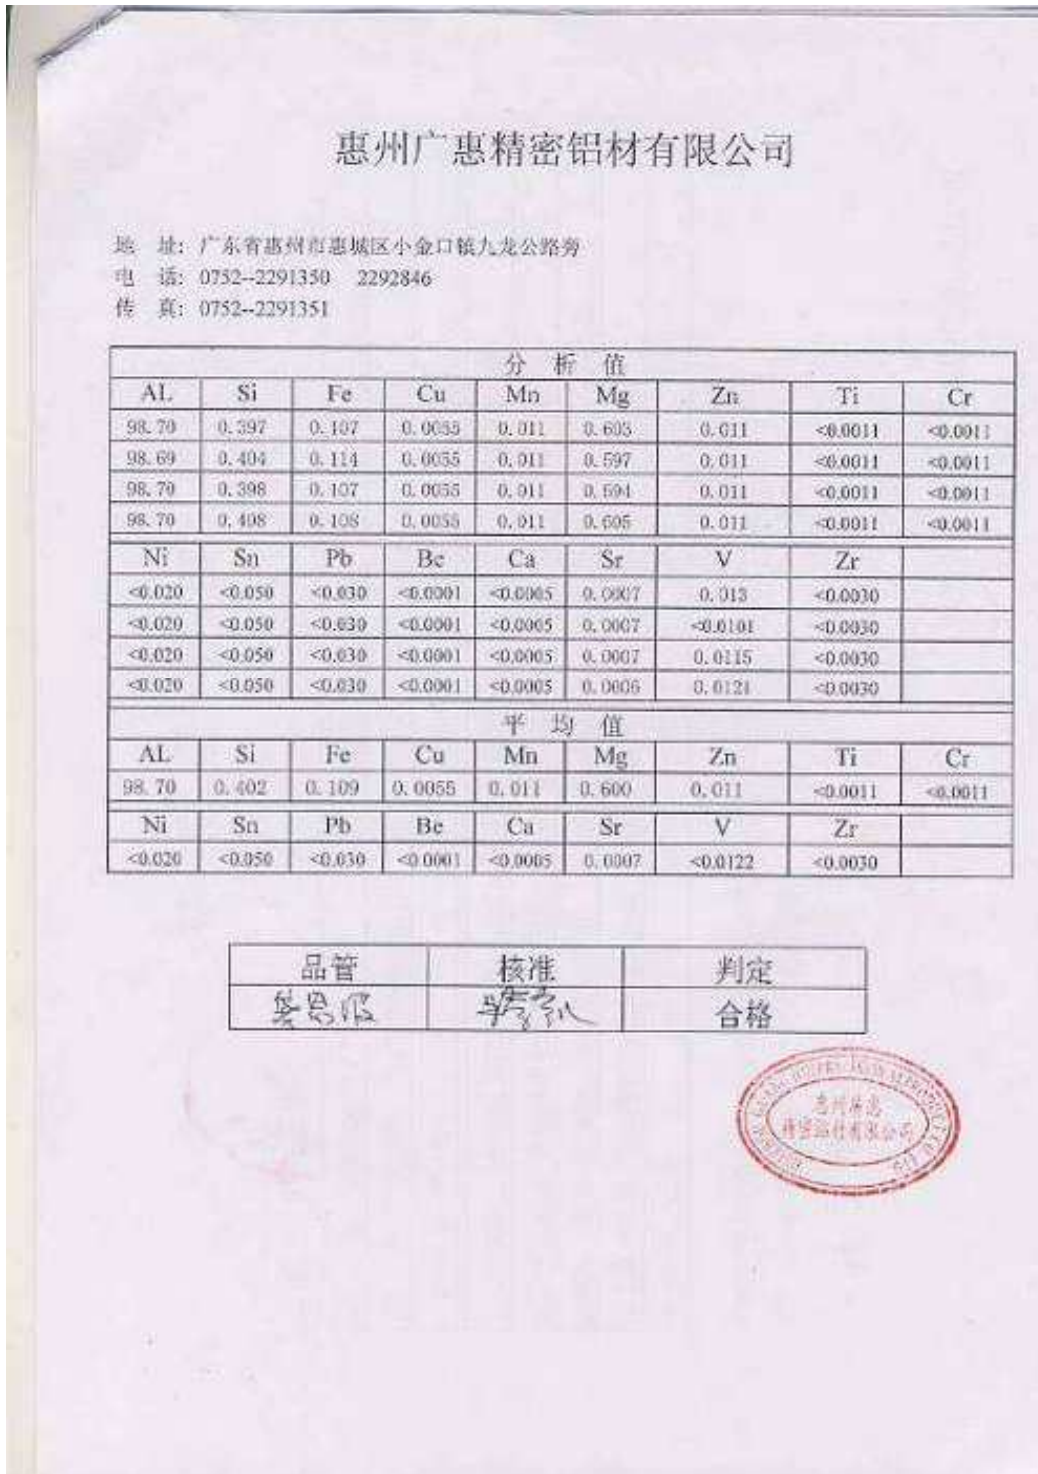 惠州广惠精密铝材有限公司
地 址: 广东省惠州市惠城区小金口镇九龙公路旁
电 话: 0752--2291350 2292846
传 真: 0752--2291351
分 析 值
AL Si Fe Cu Mn Mg Zn Ti Cr
98.70 0.397 0.107 0.0055 0.011 0.603 0.011 <0.0011 <0.0011
98.69 0.404 0.114 0.0055 0.011 0.597 0.011 <0.0011 <0.0011
98.70 0.398 0.107 0.0055 0.011 0.594 0.011 <0.0011 <0.0011
98.70 0.408 0.108 0.0055 0.011 0.605 0.011 <0.0011 <0.0011
Ni Sn Pb Be Ca Sr V Zr
<0.020 <0.050 <0.030 <0.0001 <0.0005 0.0007 0.013 <0.0030
<0.020 <0.050 <0.030 <0.0001 <0.0005 0.0007 <0.0101 <0.0030
<0.020 <0.050 <0.030 <0.0001 <0.0005 0.0007 0.0115 <0.0030
<0.020 <0.050 <0.030 <0.0001 <0.0005 0.0006 0.0121 <0.0030
平 均 值
AL Si Fe Cu Mn Mg Zn Ti Cr
98.70 0.402 0.109 0.0055 0.011 0.600 0.011 <0.0011 <0.0011
Ni Sn Pb Be Ca Sr V Zr
<0.020 <0.050 <0.030 <0.0001 <0.0005 0.0007 <0.0122 <0.0030
品管 核准 判定
合格
惠州广惠
精密铝材有限公司